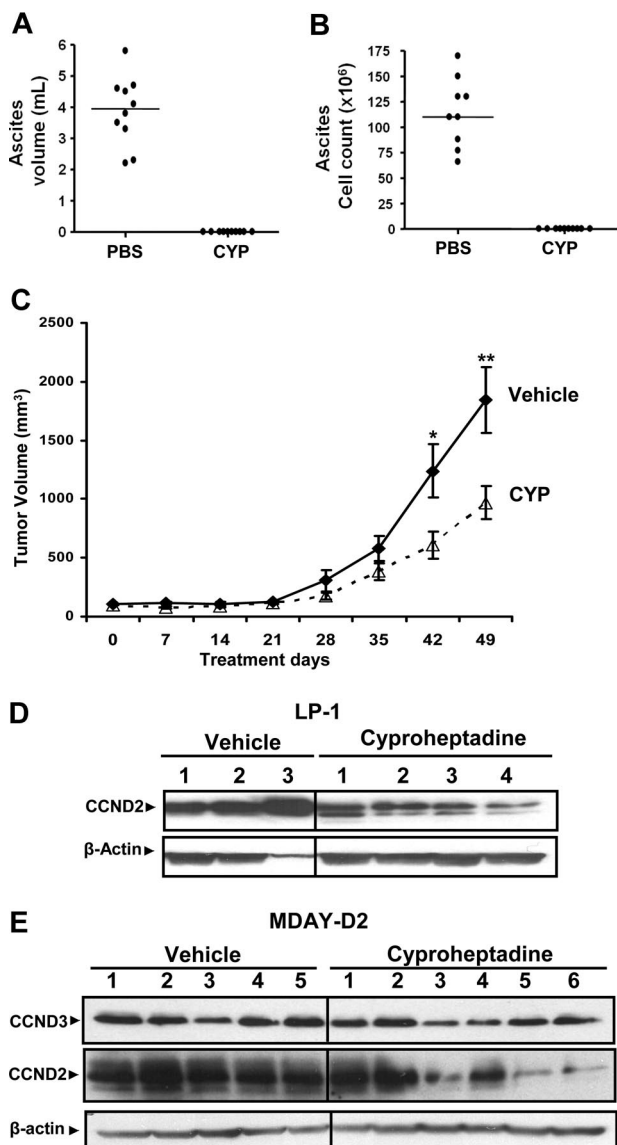 A
Ascites
volume (mL)
6
5
4
3
2
1
0
PBS CYP
B
Ascites
Cell count (x10⁶)
175
150
125
100
75
50
25
0
PBS CYP
C
Tumor Volume (mm³)
2500
2000
1500
1000
500
0
* **
Vehicle
CYP
0 7 14 21 28 35 42 49
Treatment days
D
LP-1
Vehicle Cyproheptadine
1 2 3 1 2 3 4
CCND2
β-Actin
E
MDAY-D2
Vehicle Cyproheptadine
1 2 3 4 5 1 2 3 4 5 6
CCND3
CCND2
β-actin